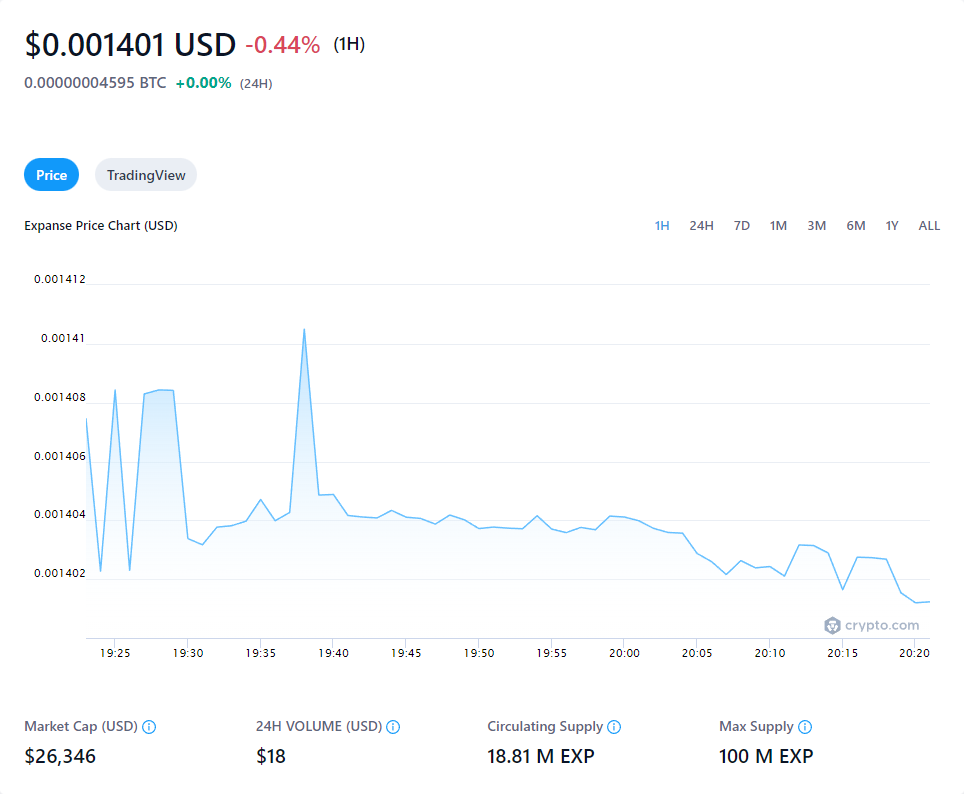 $0.001401 USD -0.44% (1H)
0.00000004595 BTC +0.00% (24H)
Price TradingView
Expanse Price Chart (USD) 1H 24H 7D 1M 3M 6M 1Y ALL
0.001412
0.00141
0.001408
0.001406
0.001404
0.001402
crypto.com
19:25 19:30 19:35 19:40 19:45 19:50 19:55 20:00 20:05 20:10 20:15 20:20
Market Cap (USD) 24H VOLUME (USD) Circulating Supply Max Supply
$26,346 $18 18.81 M EXP 100 M EXP